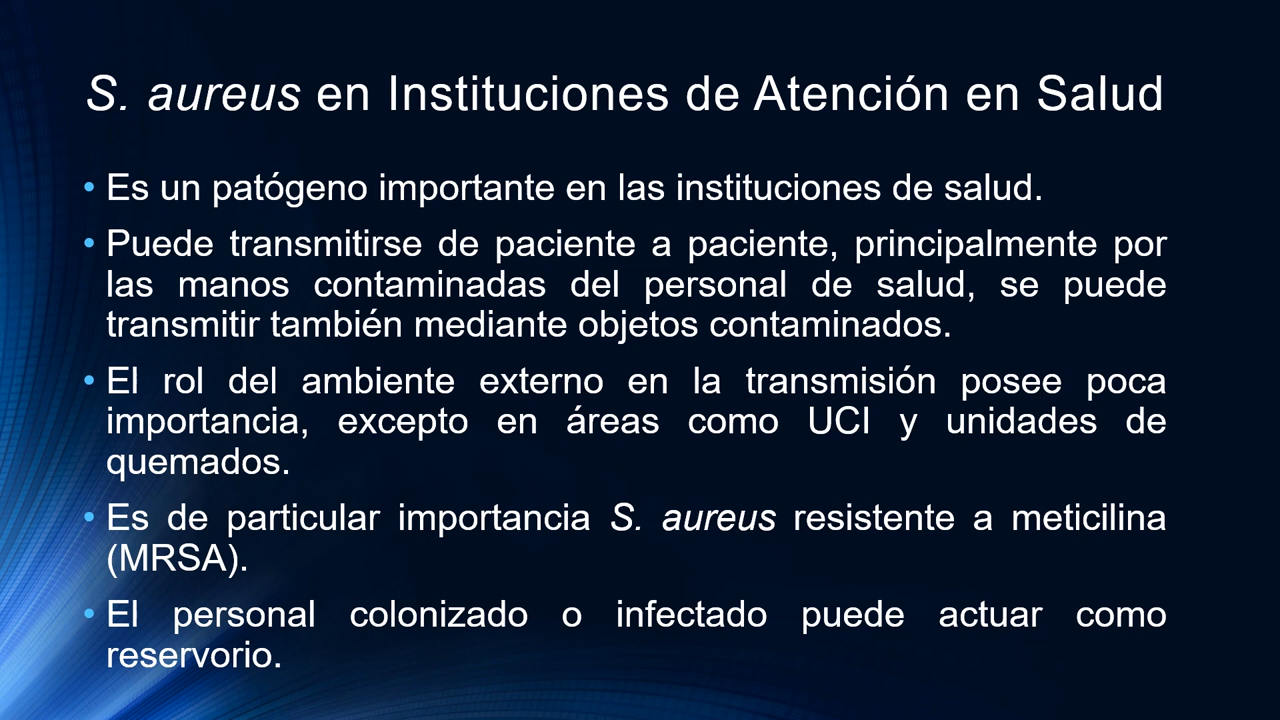 S. aureus en Instituciones de Atención en Salud
• Es un patógeno importante en las instituciones de salud.
• Puede transmitirse de paciente a paciente, principalmente por
las manos contaminadas del personal de salud, se puede
transmitir también mediante objetos contaminados.
• El rol del ambiente externo en la transmisión posee poca
importancia, excepto en áreas como UCI y unidades de
quemados.
• Es de particular importancia S. aureus resistente a meticilina
(MRSA).
• El personal colonizado o infectado puede actuar como
reservorio.